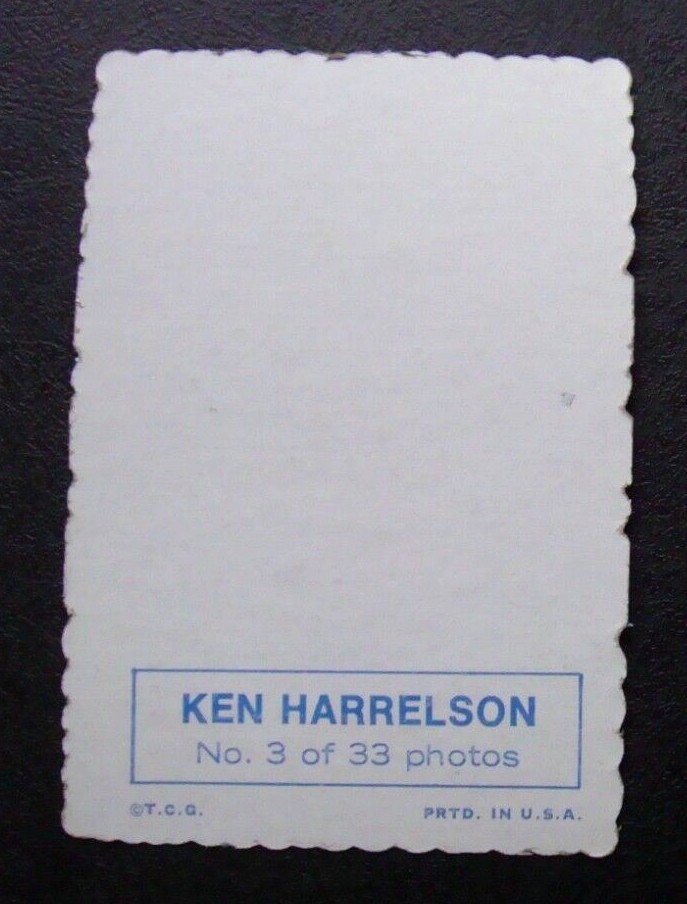 KEN HARRELSON
No. 3 of 33 photos
©T.C.G.
PRTD. IN U.S.A.